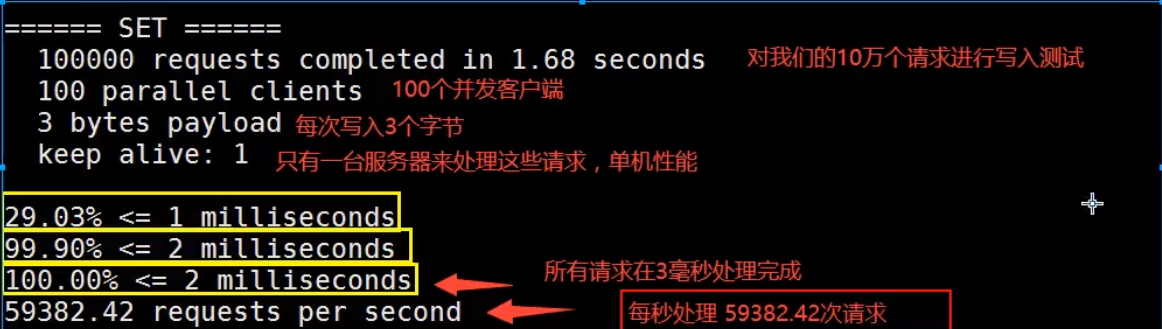 ====== SET ======
100000 requests completed in 1.68 seconds 对我们的10万个请求进行写入测试
100 parallel clients 100个并发客户端
3 bytes payload 每次写入3个字节
keep alive: 1 只有一台服务器来处理这些请求，单机性能
29.03% <= 1 milliseconds
99.90% <= 2 milliseconds
100.00% <= 2 milliseconds 所有请求在3毫秒处理完成
59382.42 requests per second 每秒处理 59382.42次请求